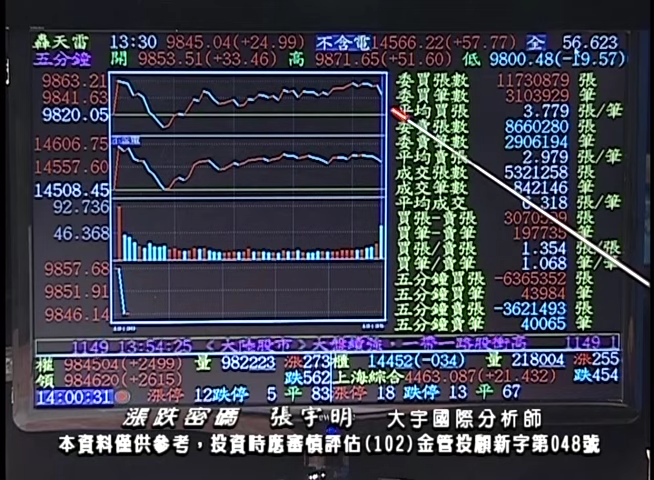 轟天雷 13:30 9845.04(+24.99) 不含電14566.22(+57.77) 全 56.623
五分鐘 開 9853.51(+33.46) 高 9871.65(+51.60) 低 9800.48(-19.57)
9863.21
9841.63
9820.05
14606.75
14557.60
14508.45
92.736
46.368
9857.68
9851.91
9846.14
委買張數 11730879 張
委買筆數 3103929 筆
平均買張 3.779 張/筆
委賣張數 8660280 張
委賣筆數 2906194 筆
平均賣張 2.979 張/筆
成交張數 5321258 張
成交筆數 842146 筆
平均成交 6.318 張/筆
買張-賣張 3070599 張
買筆-賣筆 197735 筆
買張/賣張 1.354 張/張
買筆/賣筆 1.068 筆/筆
五分鐘買張 -6365352 張
五分鐘買筆 43984 筆
五分鐘賣張 -3621493 張
五分鐘賣筆 40065 筆
1149 13:54:25 《大陸股市》大盤續強,一帶一路股衝高 1149 1
權 984504(+2499) 量 982223 漲273 櫃 14452(-034) 量 218004 漲255
領 984620(+2615) 跌562 上海綜合 4463.087(+21.432) 跌454
14:00:31 漲停 12跌停 5 平 83 漲停 18 跌停 13 平 67
漲跌密碼 張宇明 大宇國際分析師
本資料僅供參考,投資時應審慎評估(102)金管投顧新字第048號